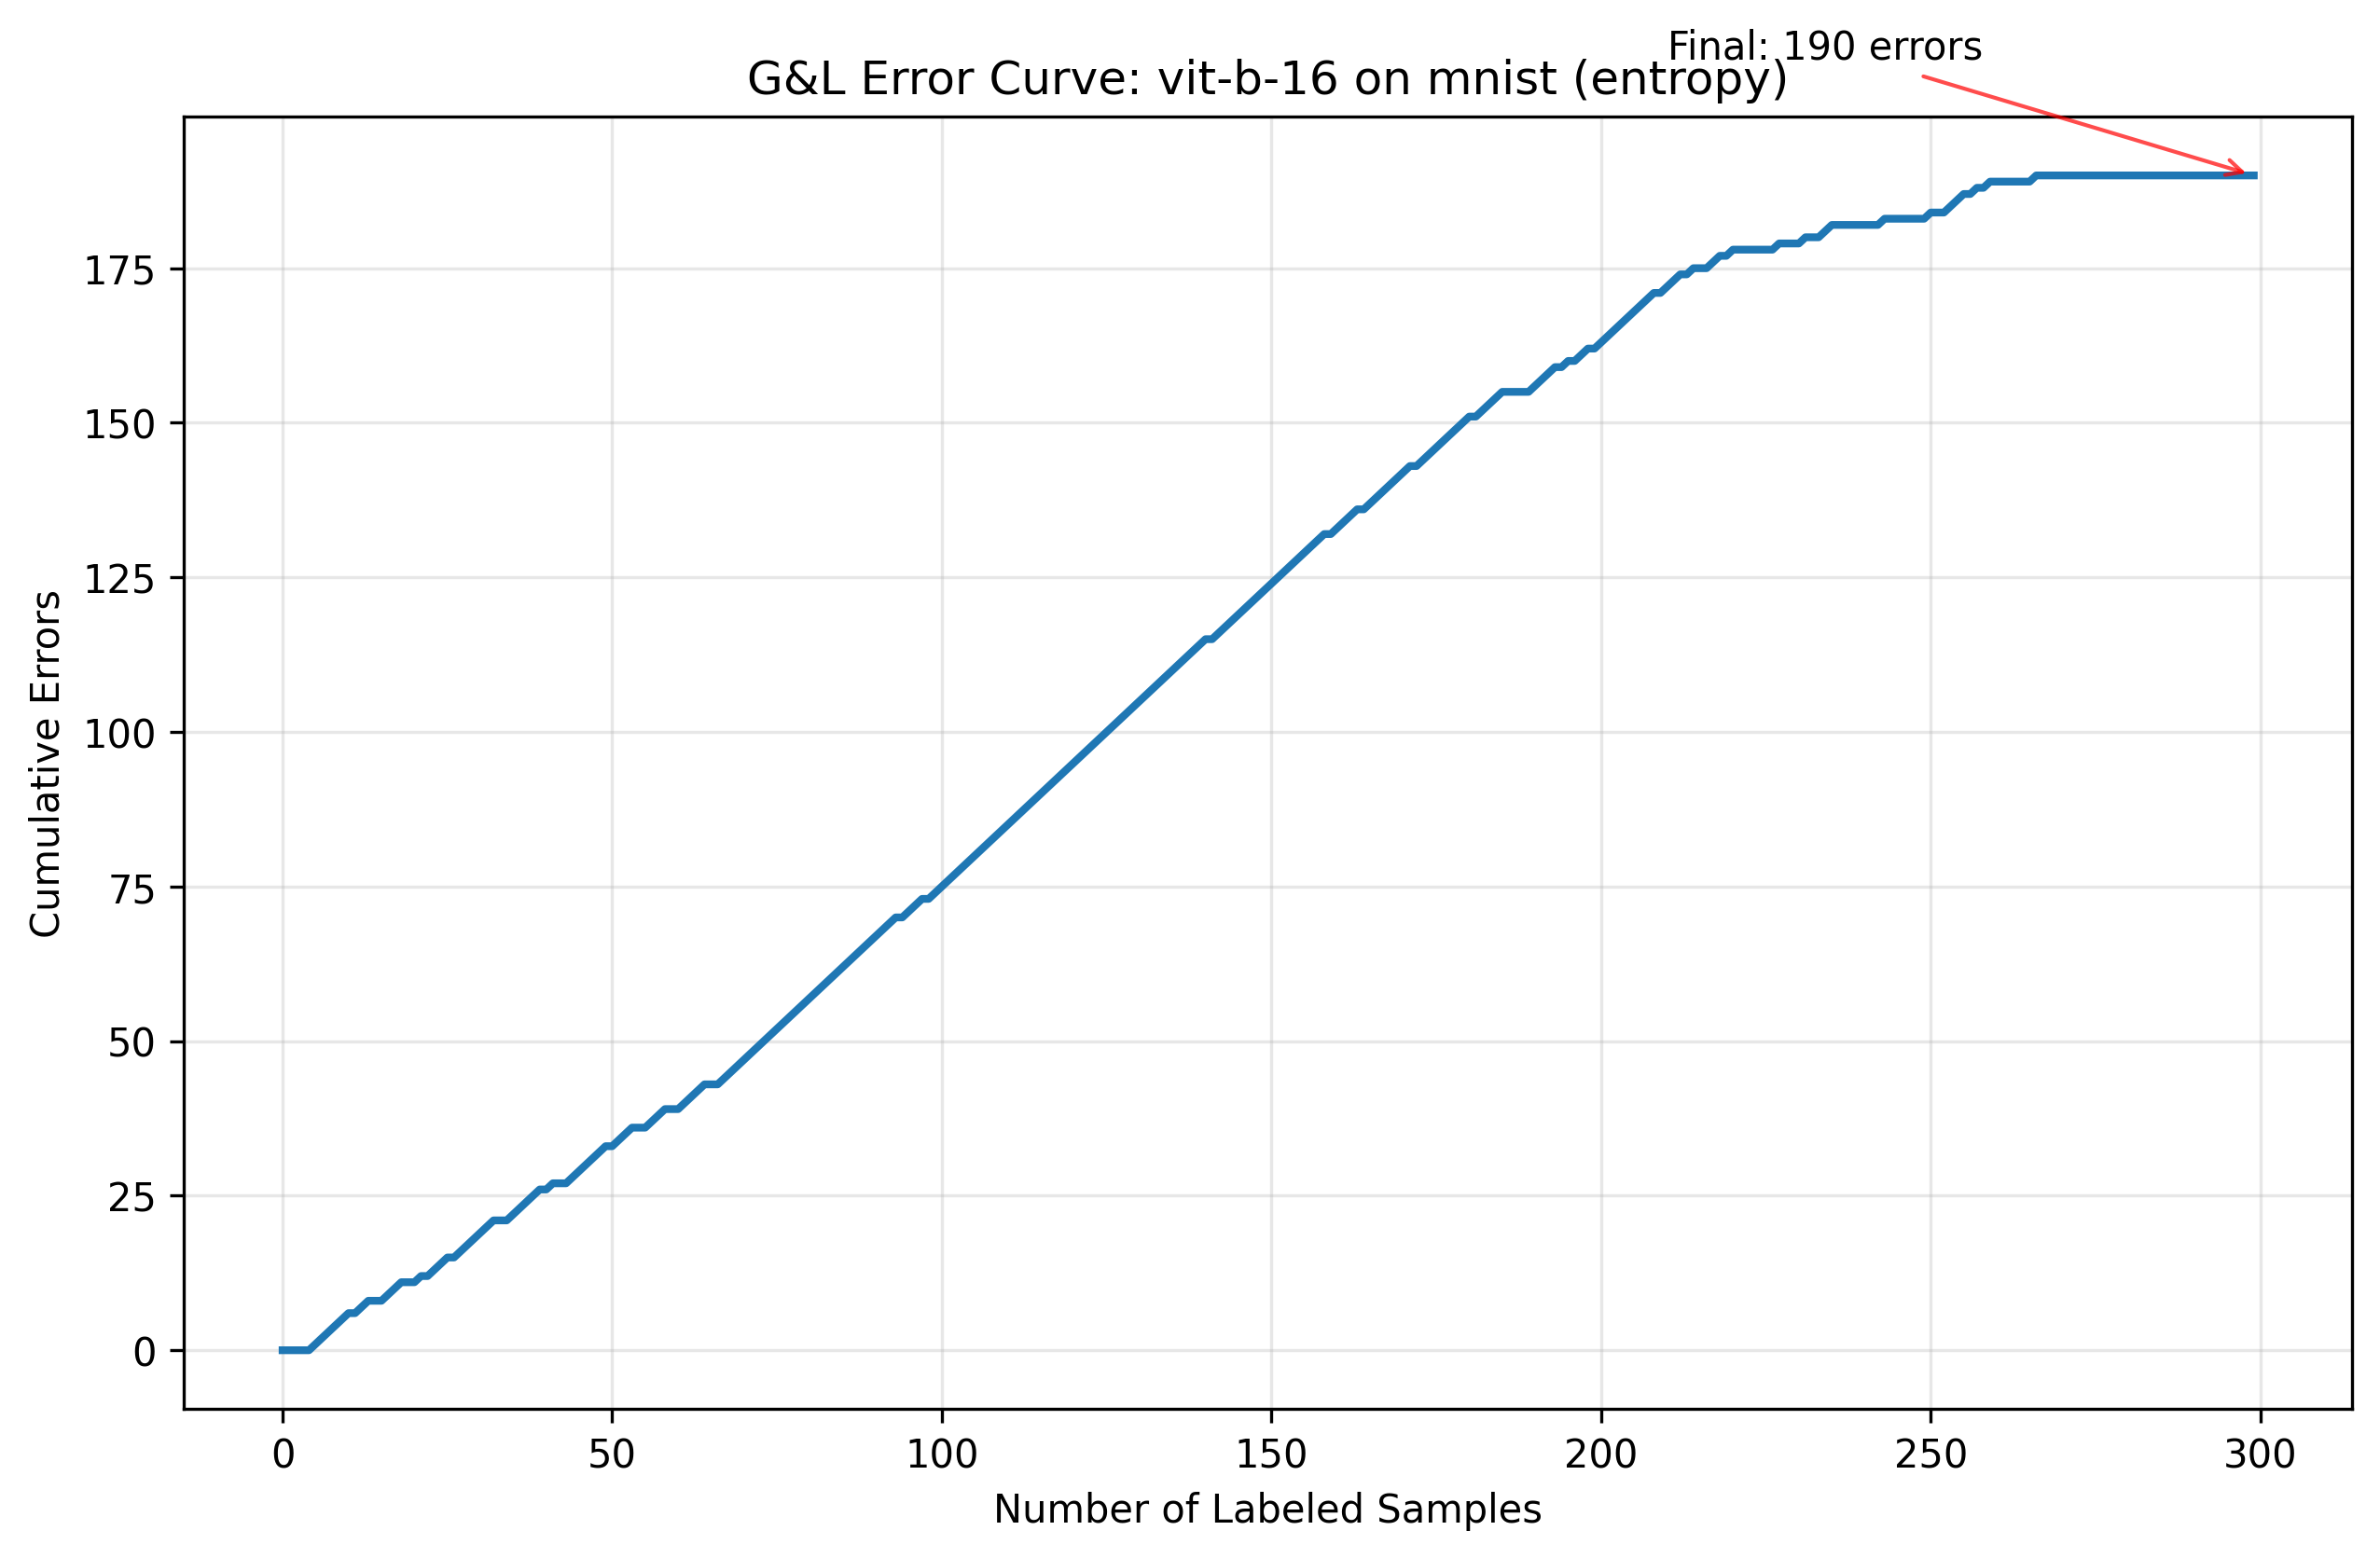 Final: 190 errors
G&L Error Curve: vit-b-16 on mnist (entropy)
Cumulative Errors
175
150
125
100
75
50
25
0
0 50 100 150 200 250 300
Number of Labeled Samples